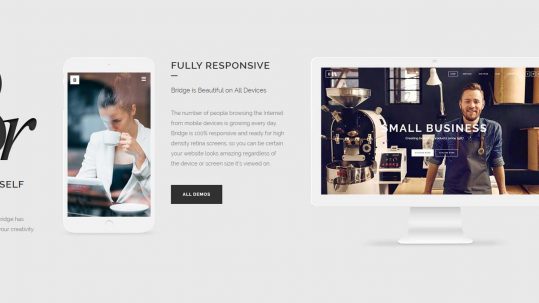 or
SELF
Bridge has
your creativity
FULLY RESPONSIVE
Bridge is Beautiful on All Devices
The number of people browsing the Internet
from mobile devices is growing every day.
Bridge is 100% responsive and ready for high
density retina screens, so you can be certain
your website looks amazing regardless of
the device or screen size it's viewed on.
ALL DEMOS
SMALL BUSINESS